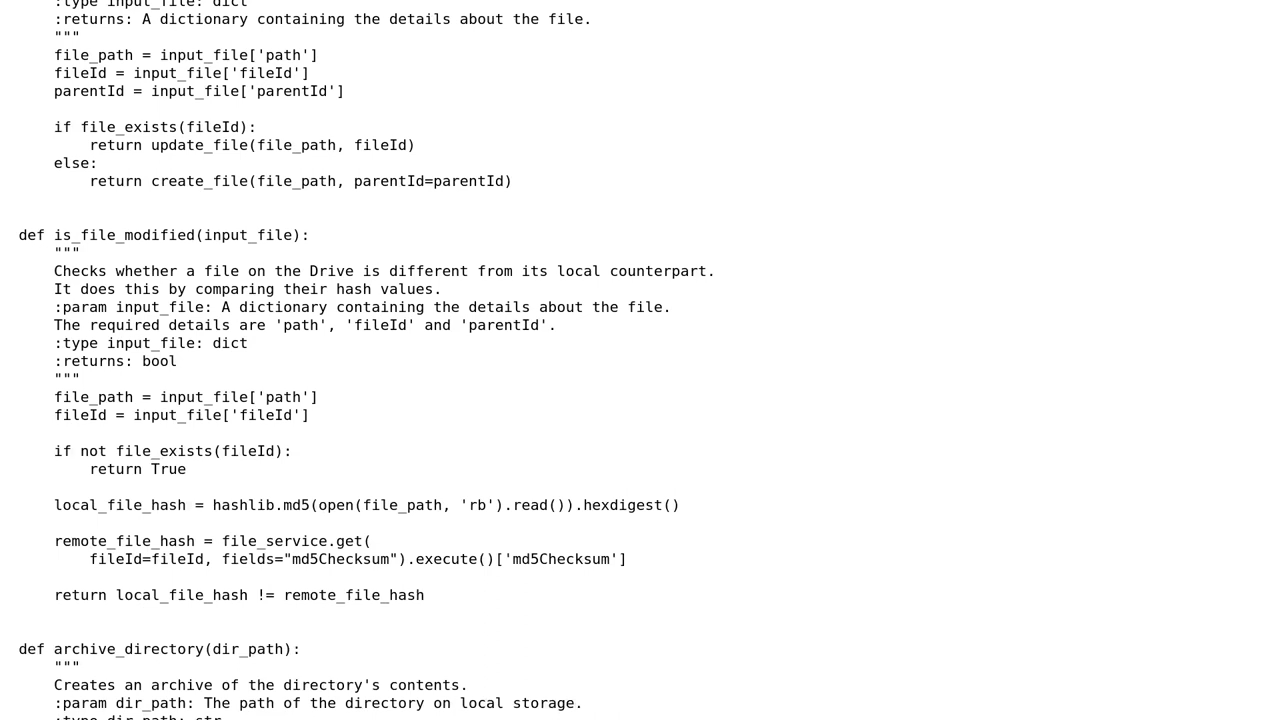 :type input_file: dict
    :returns: A dictionary containing the details about the file.
    """
    file_path = input_file['path']
    fileId = input_file['fileId']
    parentId = input_file['parentId']

    if file_exists(fileId):
        return update_file(file_path, fileId)
    else:
        return create_file(file_path, parentId=parentId)


def is_file_modified(input_file):
    """
    Checks whether a file on the Drive is different from its local counterpart.
    It does this by comparing their hash values.
    :param input_file: A dictionary containing the details about the file.
    The required details are 'path', 'fileId' and 'parentId'.
    :type input_file: dict
    :returns: bool
    """
    file_path = input_file['path']
    fileId = input_file['fileId']

    if not file_exists(fileId):
        return True

    local_file_hash = hashlib.md5(open(file_path, 'rb').read()).hexdigest()

    remote_file_hash = file_service.get(
        fileId=fileId, fields="md5Checksum").execute()['md5Checksum']

    return local_file_hash != remote_file_hash


def archive_directory(dir_path):
    """
    Creates an archive of the directory's contents.
    :param dir_path: The path of the directory on local storage.
    :type dir_path: str